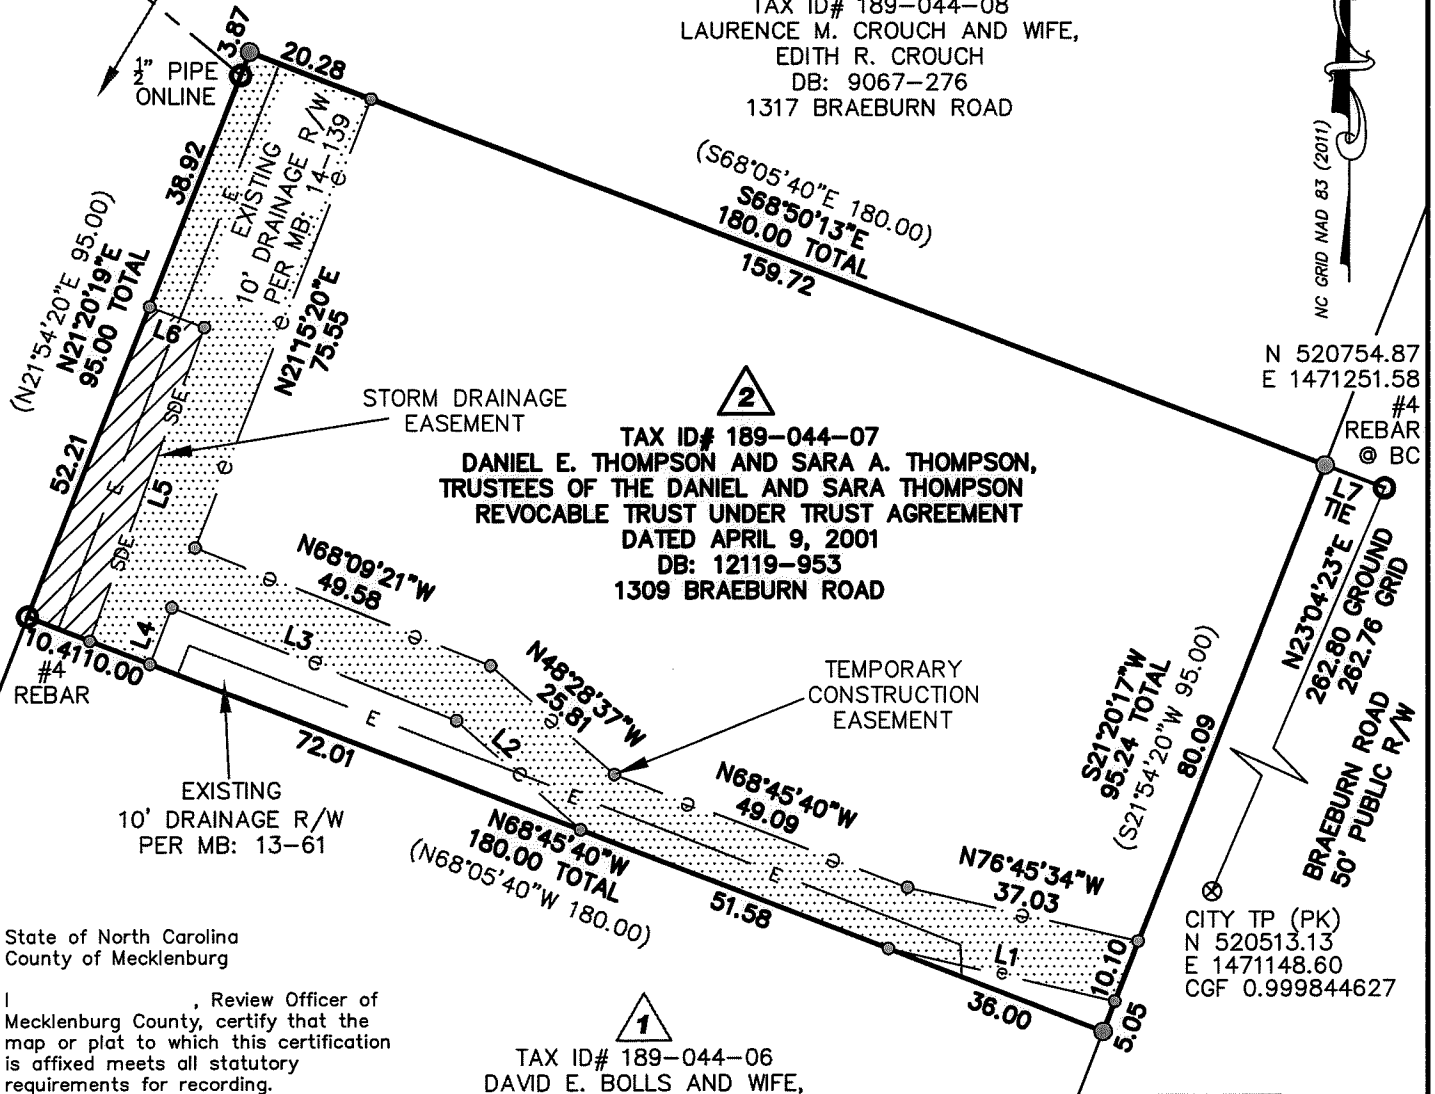 TAX ID# 189-044-08
LAURENCE M. CROUCH AND WIFE,
EDITH R. CROUCH
DB: 9067-276
1317 BRAEBURN ROAD
3.87
20.28
½" PIPE
ONLINE
38.92
E
EXISTING
10' DRAINAGE R/W
PER MB: 14-139
e
e
e
(N21°54'20"E 95.00)
N21°20'19"E
95.00 TOTAL
N21°15'20"E
75.55
(S68°05'40"E 180.00)
S68°50'13"E
180.00 TOTAL
159.72
NC GRID NAD 83 (2011)
N 520754.87
E 1471251.58
#4
REBAR
@ BC
L7
TIE
L6
SDE
52.21
E
L5
SDE
STORM DRAINAGE
EASEMENT
2
TAX ID# 189-044-07
DANIEL E. THOMPSON AND SARA A. THOMPSON,
TRUSTEES OF THE DANIEL AND SARA THOMPSON
REVOCABLE TRUST UNDER TRUST AGREEMENT
DATED APRIL 9, 2001
DB: 12119-953
1309 BRAEBURN ROAD
N23°04'23"E
262.80 GROUND
262.76 GRID
N68°09'21"W
49.58
e
e
10.41
10.00
#4
REBAR
L4
L3
e
N48°28'37"W
25.81
e
TEMPORARY
CONSTRUCTION
EASEMENT
S21°20'17"W
95.24 TOTAL
(S21°54'20"W 95.00)
80.09
BRAEBURN ROAD
50' PUBLIC R/W
E
72.01
L2
e
E
EXISTING
10' DRAINAGE R/W
PER MB: 13-61
N68°45'40"W
49.09
e
e
N68°45'40"W
180.00 TOTAL
(N68°05'40"W 180.00)
E
N76°45'34"W
37.03
e
51.58
L1
e
10.10
36.00
5.05
CITY TP (PK)
N 520513.13
E 1471148.60
CGF 0.999844627
State of North Carolina
County of Mecklenburg
I , Review Officer of
Mecklenburg County, certify that the
map or plat to which this certification
is affixed meets all statutory
requirements for recording.
1
TAX ID# 189-044-06
DAVID E. BOLLS AND WIFE,